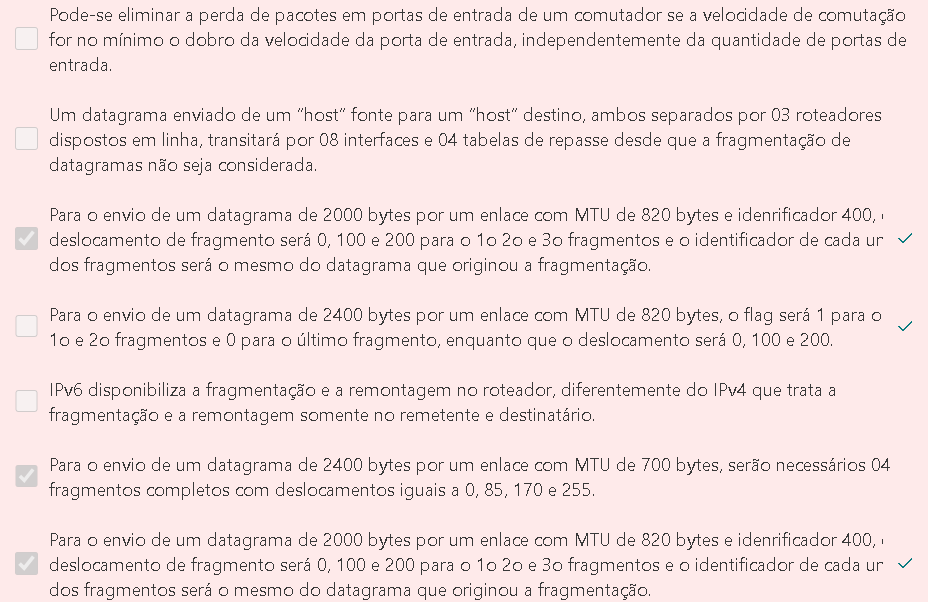 Pode-se eliminar a perda de pacotes em portas de entrada de um comutador se a velocidade de comutação
for no mínimo o dobro da velocidade da porta de entrada, independentemente da quantidade de portas de
entrada.
Um datagrama enviado de um “host” fonte para um “host” destino, ambos separados por 03 roteadores
dispostos em linha, transitará por 08 interfaces e 04 tabelas de repasse desde que a fragmentação de
datagramas não seja considerada.
Para o envio de um datagrama de 2000 bytes por um enlace com MTU de 820 bytes e idenrificador 400,
deslocamento de fragmento será 0, 100 e 200 para o 1o 2o e 3o fragmentos e o identificador de cada
dos fragmentos será o mesmo do datagrama que originou a fragmentação.
Para o envio de um datagrama de 2400 bytes por um enlace com MTU de 820 bytes, o flag será 1 para o
1o e 2o fragmentos e 0 para o último fragmento, enquanto que o deslocamento será 0, 100 e 200.
IPv6 disponibiliza a fragmentação e a remontagem no roteador, diferentemente do IPv4 que trata a
fragmentação e a remontagem somente no remetente e destinatário.
Para o envio de um datagrama de 2400 bytes por um enlace com MTU de 700 bytes, serão necessários 04
fragmentos completos com deslocamentos iguais a 0, 85, 170 e 255.
Para o envio de um datagrama de 2000 bytes por um enlace com MTU de 820 bytes e idenrificador 400,
deslocamento de fragmento será 0, 100 e 200 para o 1o 2o e 3o fragmentos e o identificador de cada
dos fragmentos será o mesmo do datagrama que originou a fragmentação.